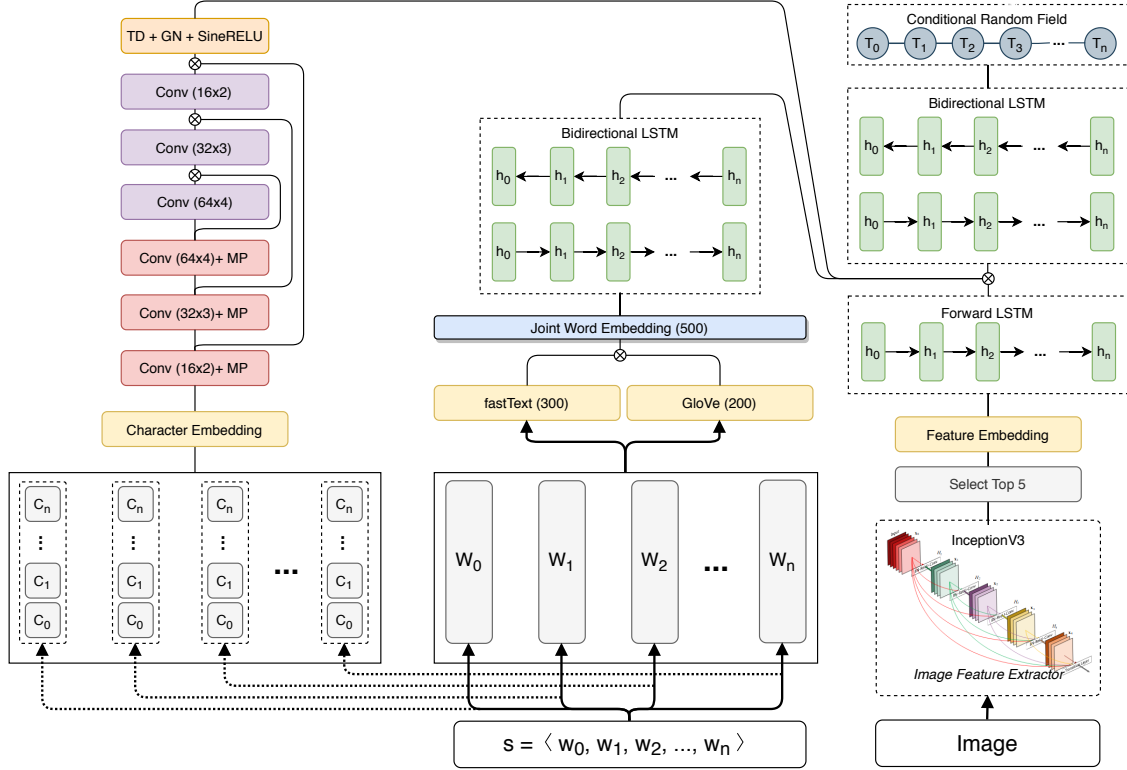 TD + GN + SineRELU
Conv (16x2)
Conv (32x3)
Conv (64x4)
Conv (64x4)+ MP
Conv (32x3)+ MP
Conv (16x2)+ MP
Character Embedding
Cn Cn Cn Cn
⋮ ⋮ ⋮ ⋮
C1 C1 C1 ... C1
C0 C0 C0 C0
Bidirectional LSTM
h0 h1 h2 ... hn
h0 h1 h2 ... hn
Joint Word Embedding (500)
fastText (300) GloVe (200)
W0 W1 W2 ... Wn
s = 〈 w0, w1, w2, ..., wn 〉
Conditional Random Field
T0 T1 T2 T3 ... Tn
Bidirectional LSTM
h0 h1 h2 ... hn
h0 h1 h2 ... hn
Forward LSTM
h0 h1 h2 ... hn
Feature Embedding
Select Top 5
InceptionV3
Image Feature Extractor
Image